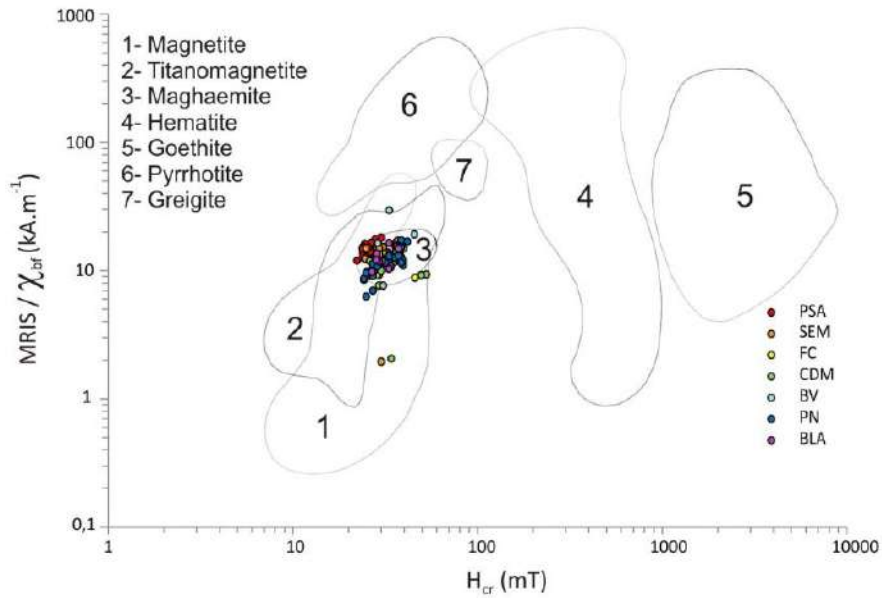 1000
1- Magnetite
2- Titanomagnetite
3- Maghaemite
4- Hematite
5- Goethite
6- Pyrrhotite
7- Greigite
6
100
7
4
5
MRIS / χbf (kA.m-1)
3
10
2
PSA
SEM
FC
CDM
BV
PN
BLA
1
1
0,1
1
10
100
1000
10000
Hcr (mT)